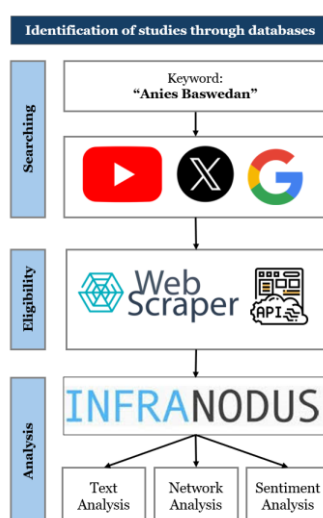 Identification of studies through databases
Searching
Keyword:
“Anies Baswedan”
X
G
Eligibility
Web
Scraper
API
Analysis
INFRANODUS
Text
Analysis
Network
Analysis
Sentiment
Analysis